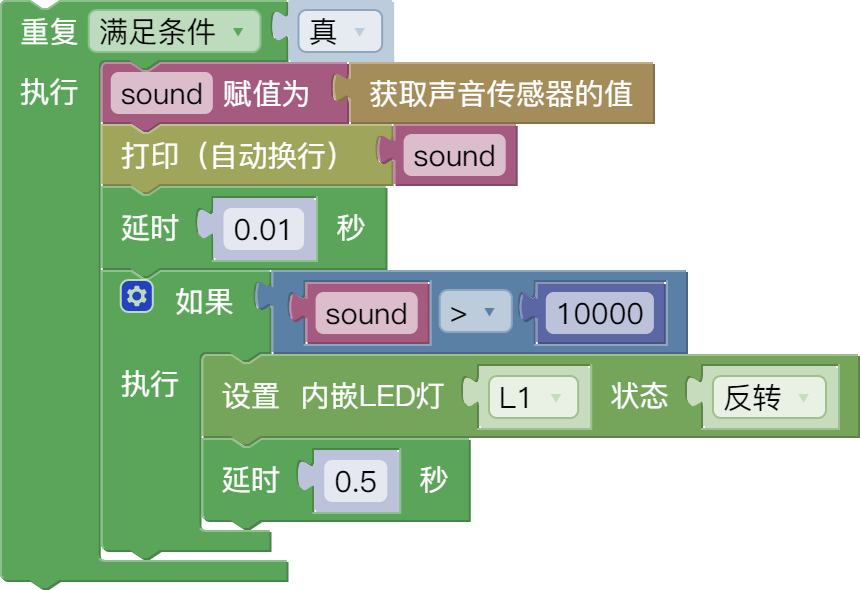 重复 满足条件 真
执行 sound 赋值为 获取声音传感器的值
打印（自动换行） sound
延时 0.01 秒
如果 sound > 10000
执行 设置 内嵌LED灯 L1 状态 反转
延时 0.5 秒